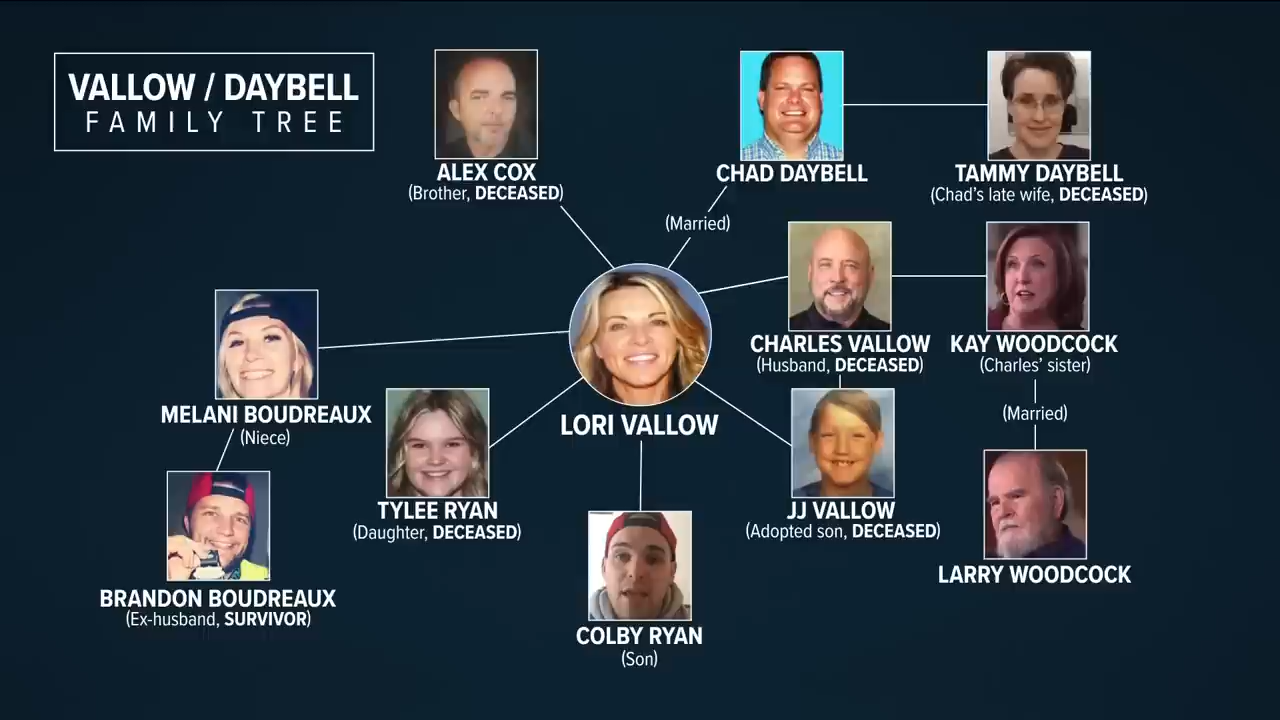 VALLOW / DAYBELL
FAMILY TREE
ALEX COX
(Brother, DECEASED)
CHAD DAYBELL
TAMMY DAYBELL
(Chad's late wife, DECEASED)
(Married)
CHARLES VALLOW
(Husband, DECEASED)
KAY WOODCOCK
(Charles' sister)
MELANI BOUDREAUX
(Niece)
LORI VALLOW
(Married)
TYLEE RYAN
(Daughter, DECEASED)
JJ VALLOW
(Adopted son, DECEASED)
LARRY WOODCOCK
BRANDON BOUDREAUX
(Ex-husband, SURVIVOR)
COLBY RYAN
(Son)